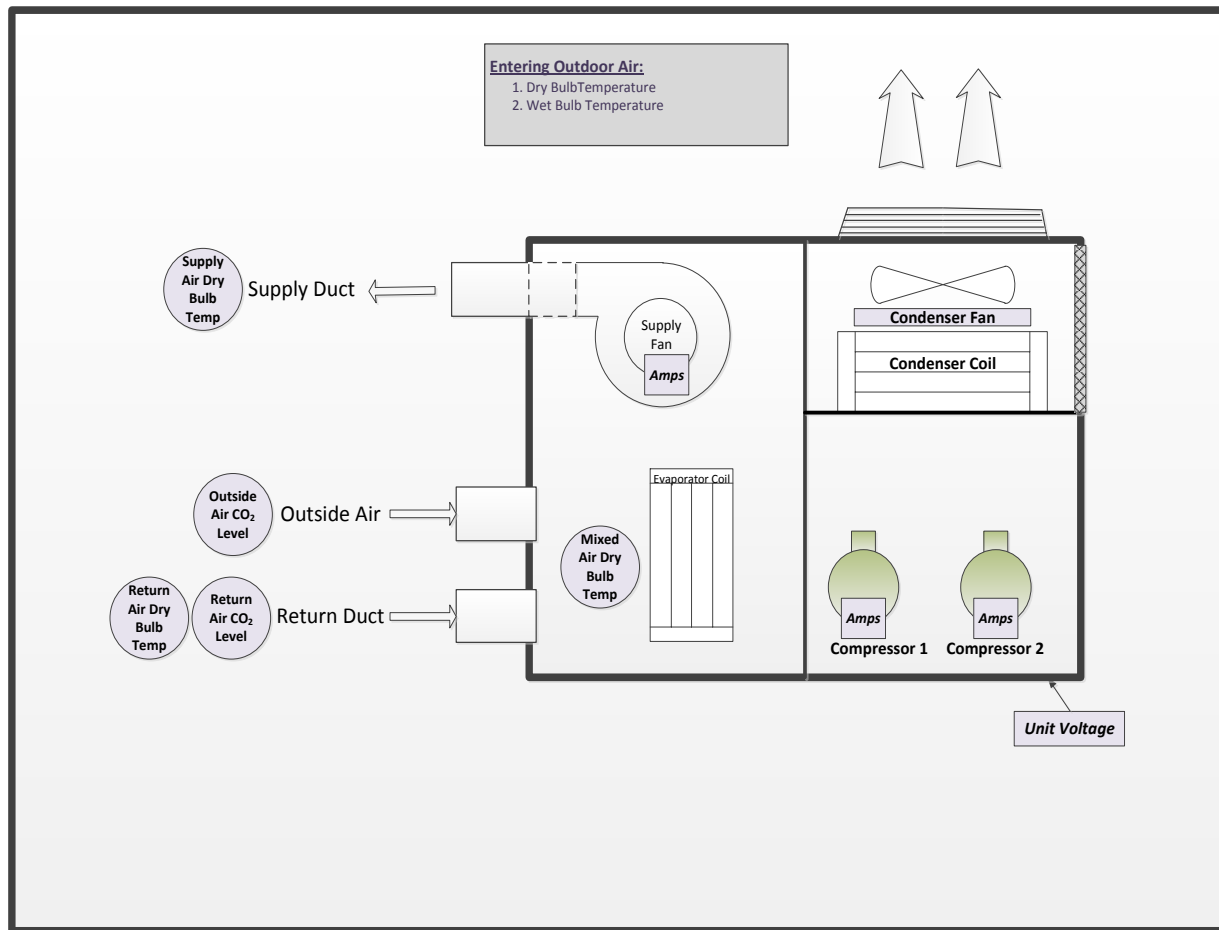 Entering Outdoor Air:
1. Dry BulbTemperature
2. Wet Bulb Temperature
Supply
Air Dry
Bulb
Temp
Supply Duct
Supply
Fan
Amps
Condenser Fan
Condenser Coil
Evaporator Coil
Outside
Air CO₂
Level
Outside Air
Mixed
Air Dry
Bulb
Temp
Return
Air Dry
Bulb
Temp
Return
Air CO₂
Level
Return Duct
Amps
Compressor 1
Amps
Compressor 2
Unit Voltage